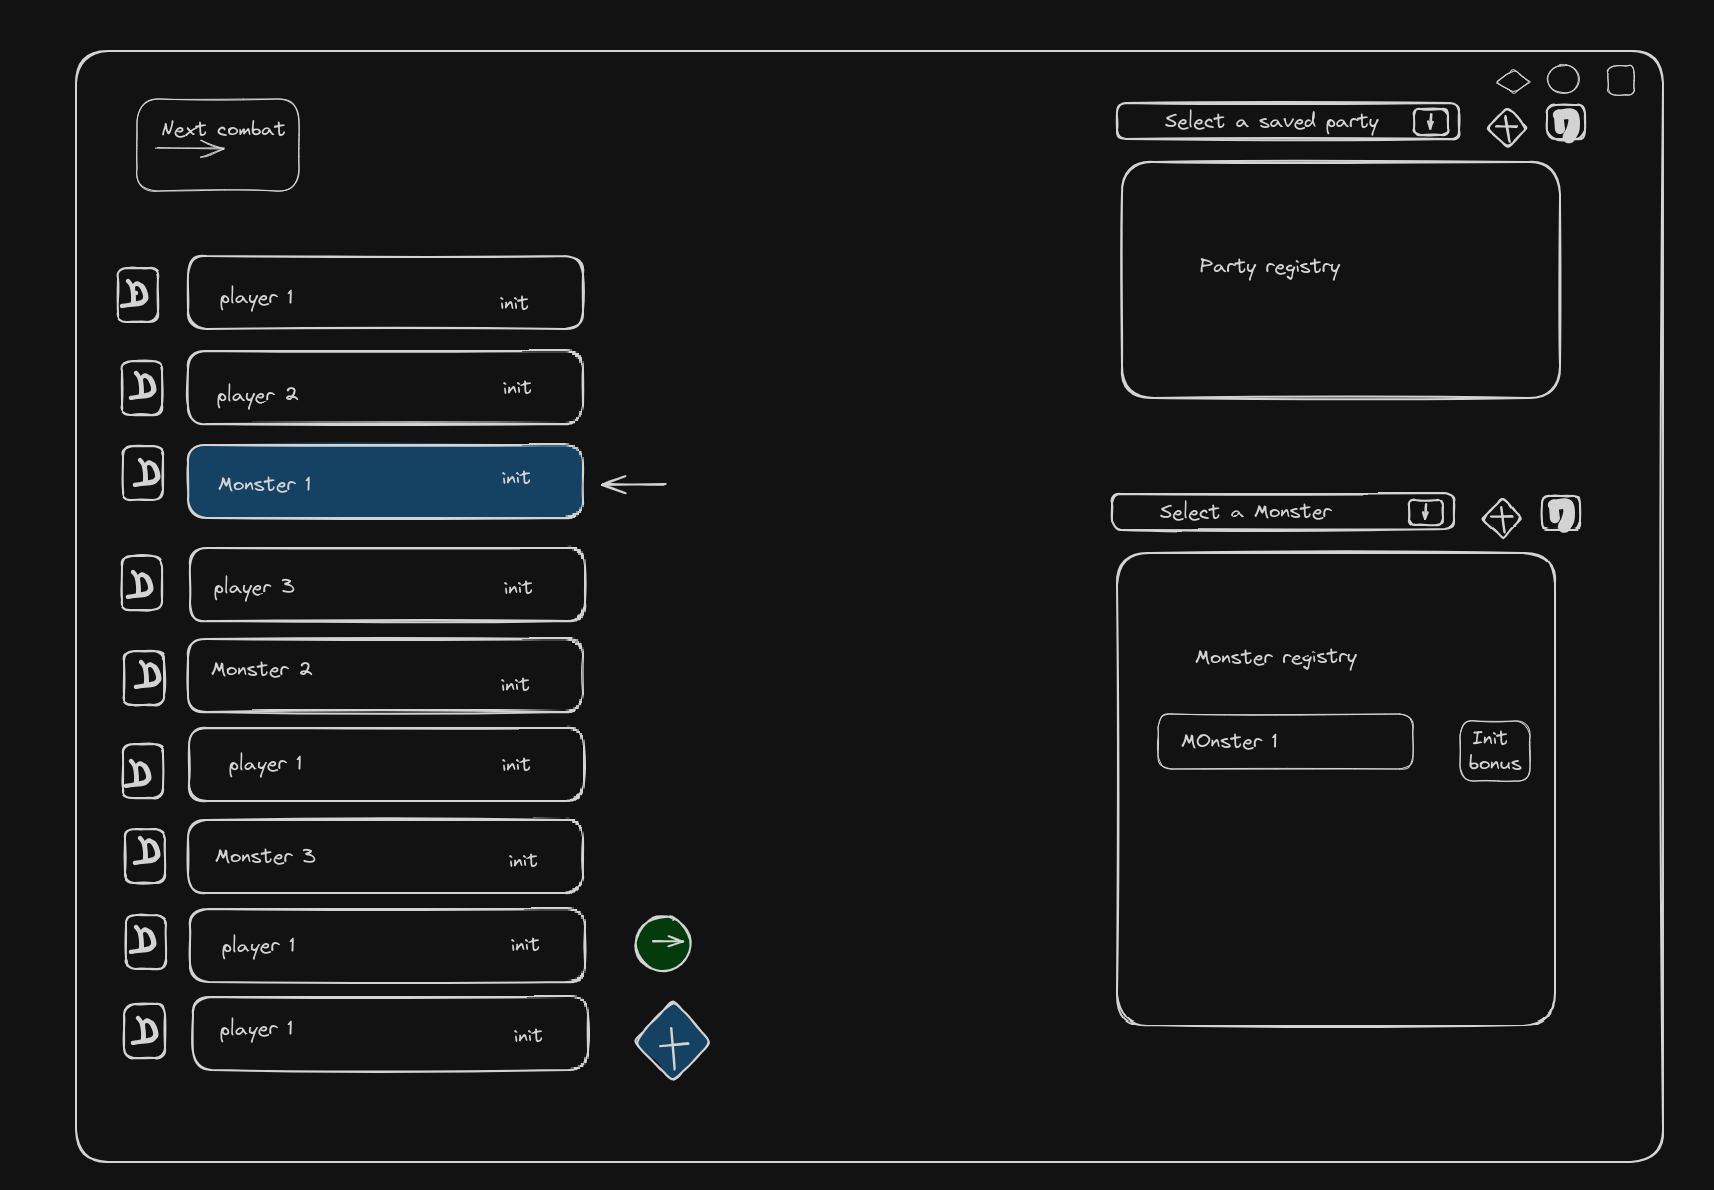 Next combat
Select a saved party
Party registry
D
player 1
init
D
player 2
init
D
Monster 1
init
D
player 3
init
D
Monster 2
init
D
player 1
init
D
Monster 3
init
D
player 1
init
D
player 1
init
Select a Monster
Monster registry
MOnster 1
Init
bonus